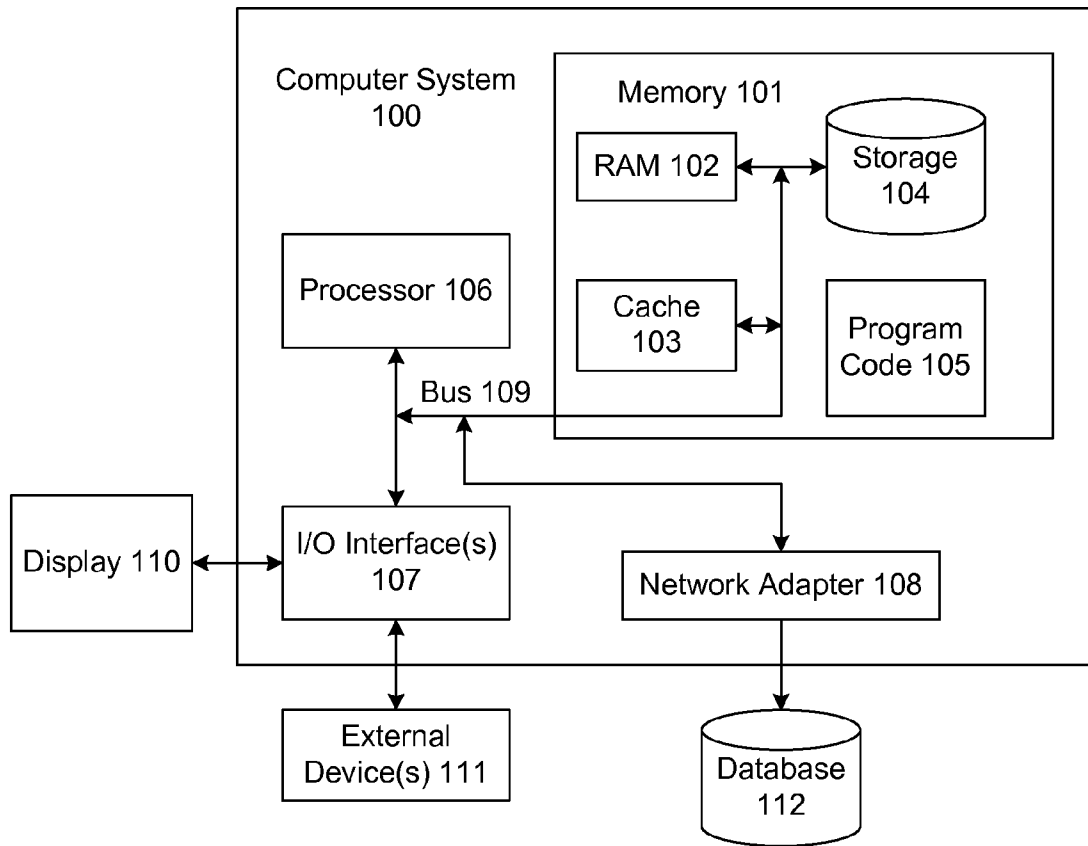 Computer System
100
Memory 101
RAM 102
Storage
104
Processor 106
Cache
103
Program
Code 105
Bus 109
Display 110
I/O Interface(s)
107
Network Adapter 108
External
Device(s) 111
Database
112